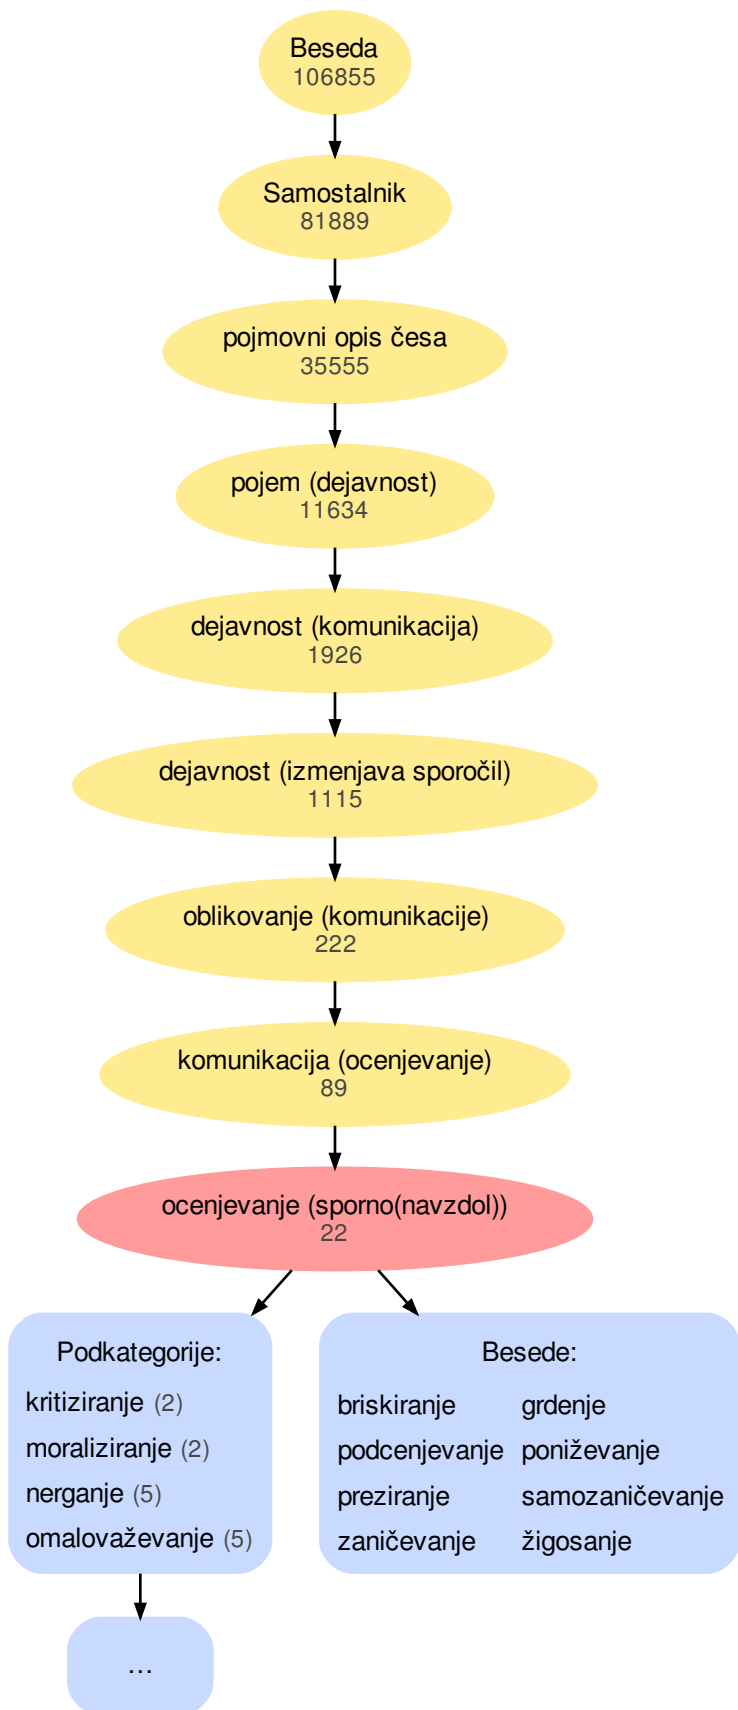 Beseda
106855
Samostalnik
81889
pojmovni opis česa
35555
pojem (dejavnost)
11634
dejavnost (komunikacija)
1926
dejavnost (izmenjava sporočil)
1115
oblikovanje (komunikacije)
222
komunikacija (ocenjevanje)
89
ocenjevanje (sporno(navzdol))
22
Podkategorije:
kritiziranje (2)
moraliziranje (2)
nerganje (5)
omalovaževanje (5)
Besede:
briskiranje grdenje
podcenjevanje poniževanje
preziranje samozaničevanje
zaničevanje žigosanje
...